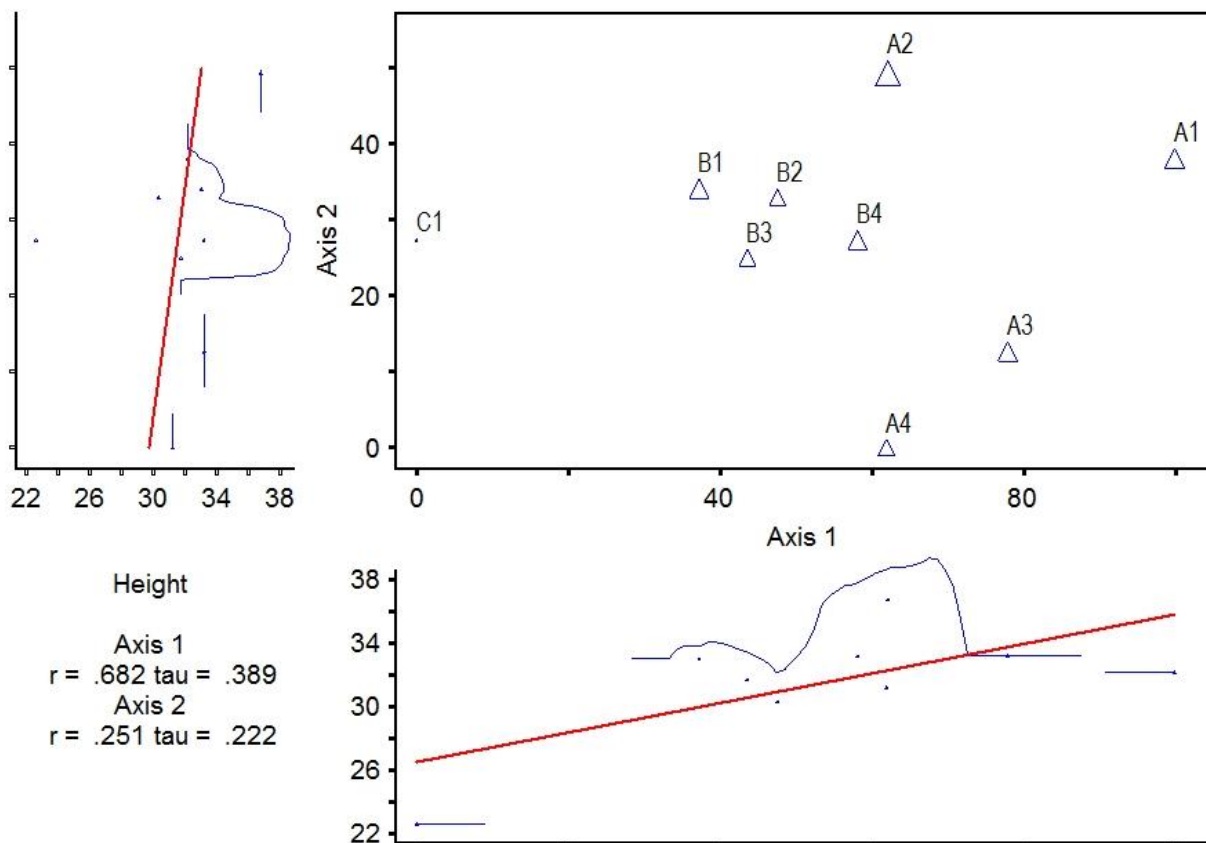 A2
A1
40
B1
B2
B4
C1
B3
Axis 2
20
A3
A4
0
22 26 30 34 38
0 40 80
Axis 1
Height
Axis 1
r = .682 tau = .389
Axis 2
r = .251 tau = .222
38
34
30
26
22